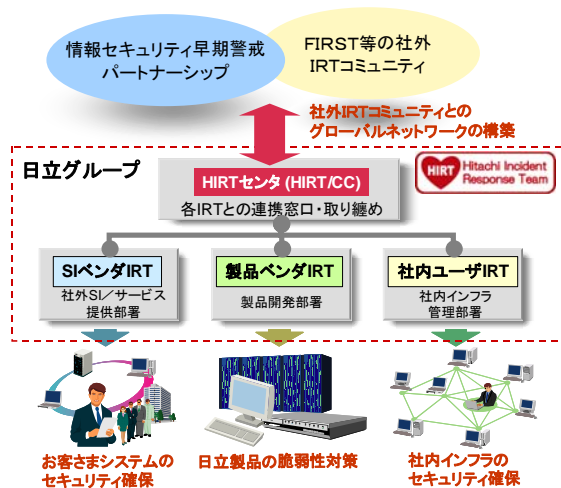 情報セキュリティ早期警戒
パートナーシップ
FIRST等の社外
IRTコミュニティ
社外IRTコミュニティとの
グローバルネットワークの構築
日立グループ
HIRT
Hitachi Incident
Response Team
HIRTセンタ(HIRT/CC)
各IRTとの連携窓口・取り纏め
SIベンダIRT
社外SI／サービス
提供部署
製品ベンダIRT
製品開発部署
社内ユーザIRT
社内インフラ
管理部署
お客さまシステムの
セキュリティ確保
日立製品の脆弱性対策
社内インフラの
セキュリティ確保